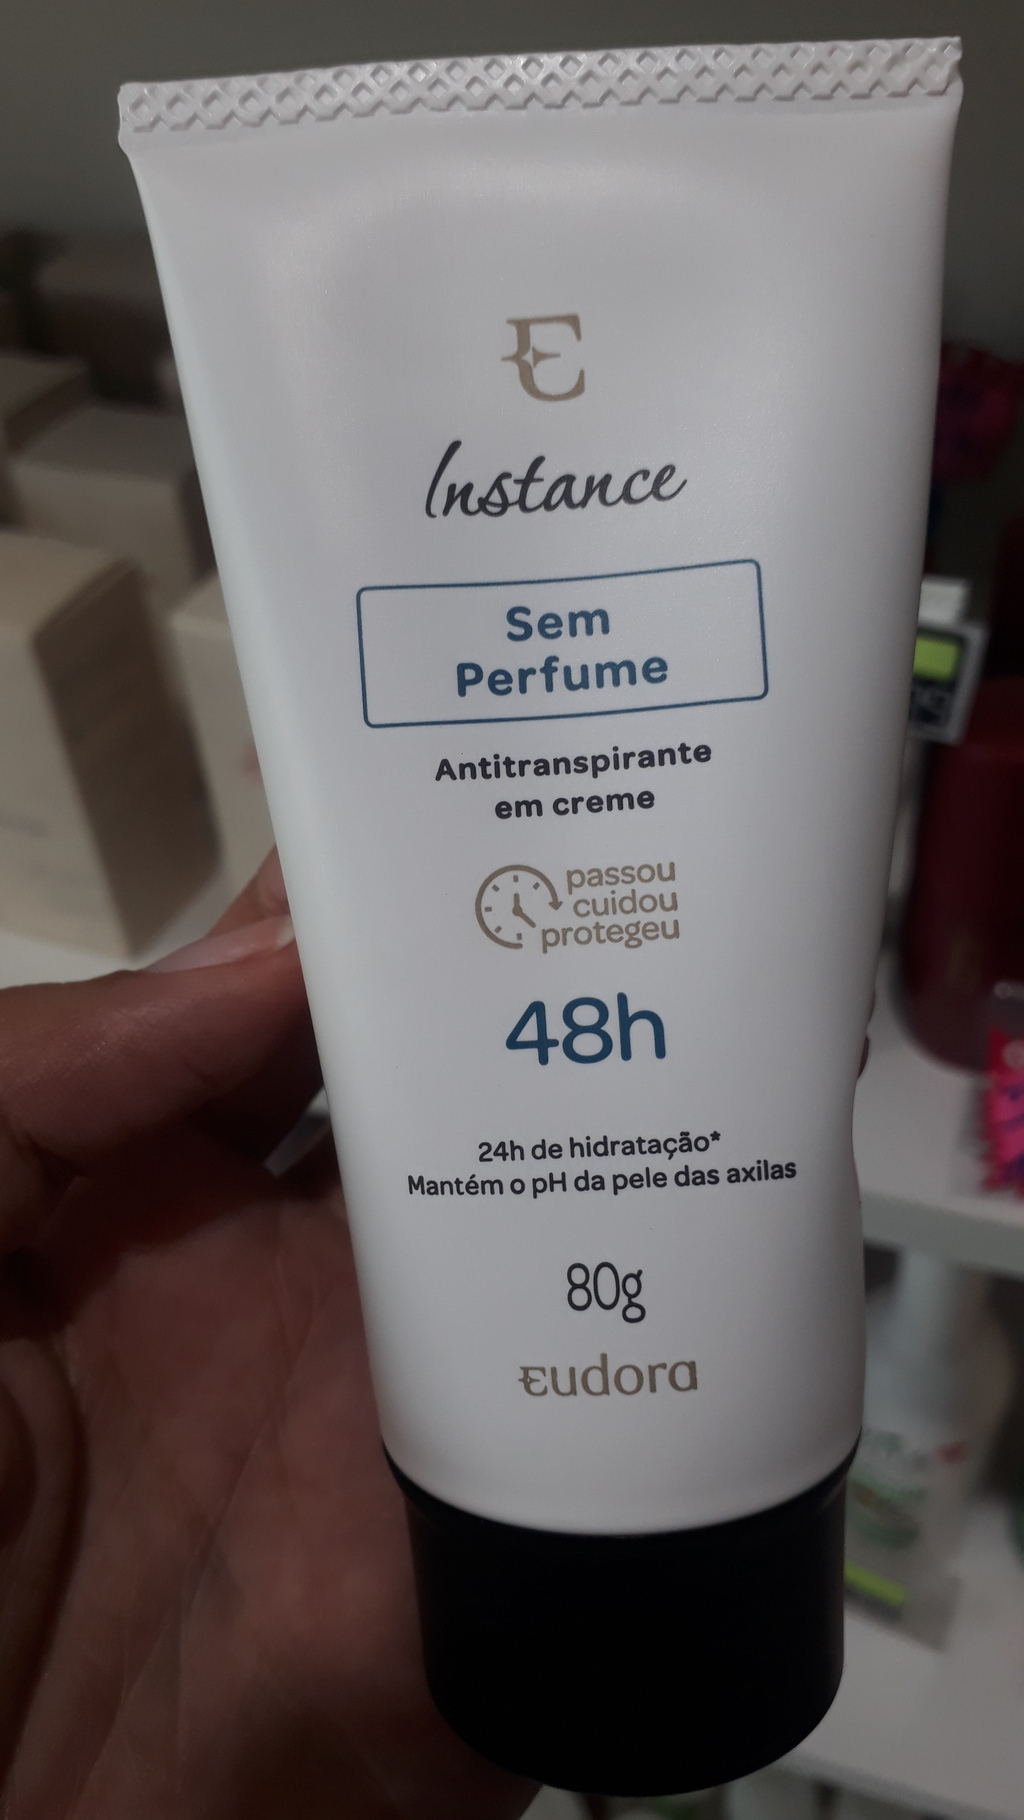 E
Instance
Sem
Perfume
Antitranspirante
em creme
passou
cuidou
protegeu
48h
24h de hidratação*
Mantém o pH da pele das axilas
80g
Eudora